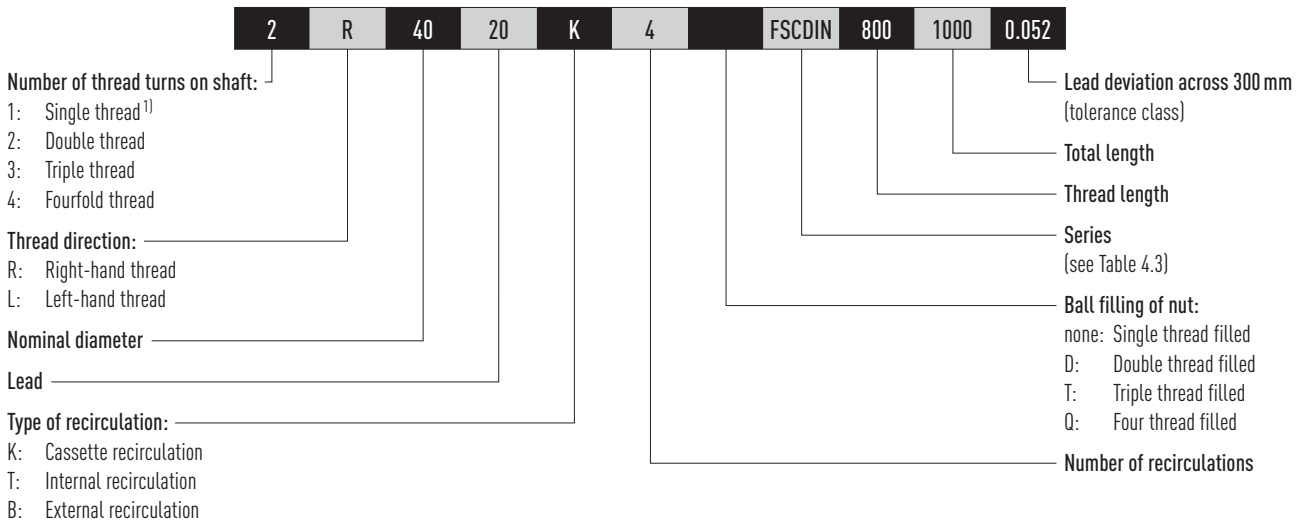 2 R 40 20 K 4 FSCDIN 800 1000 0.052
Number of thread turns on shaft:
1: Single thread 1)
2: Double thread
3: Triple thread
4: Fourfold thread
Thread direction:
R: Right-hand thread
L: Left-hand thread
Nominal diameter
Lead
Type of recirculation:
K: Cassette recirculation
T: Internal recirculation
B: External recirculation
Lead deviation across 300 mm
(tolerance class)
Total length
Thread length
Series
(see Table 4.3)
Ball filling of nut:
none: Single thread filled
D: Double thread filled
T: Triple thread filled
Q: Four thread filled
Number of recirculations